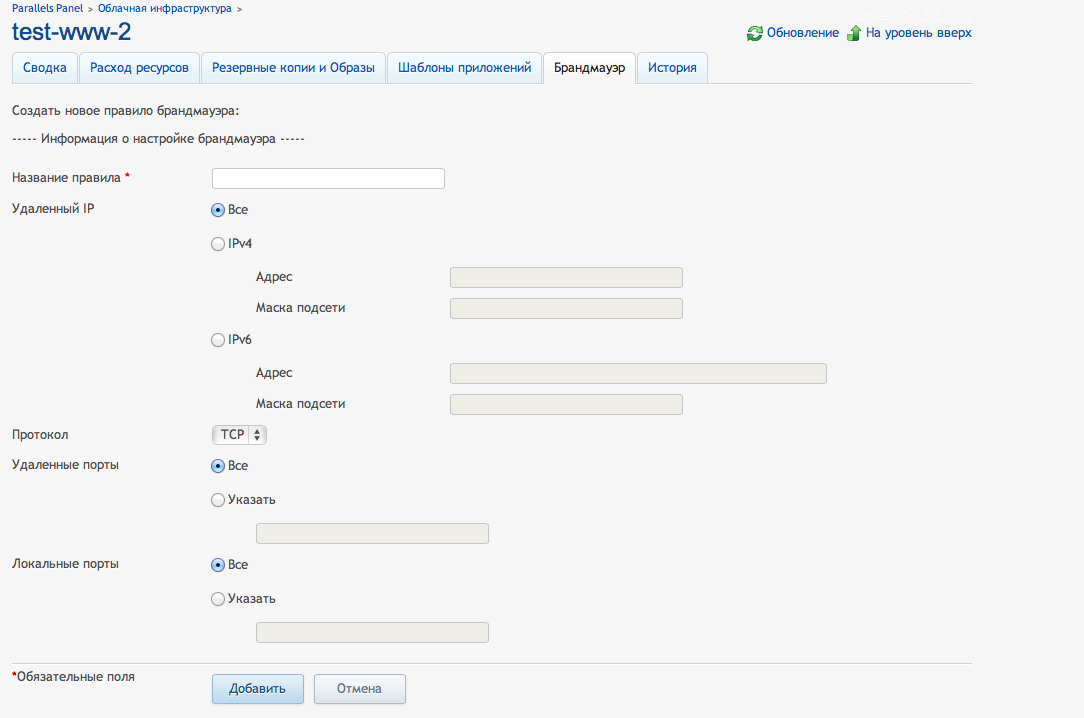 Parallels Panel > Облачная инфраструктура >
test-www-2
Обновление На уровень вверх
Сводка Расход ресурсов Резервные копии и Образы Шаблоны приложений Брандмауэр История
Создать новое правило брандмауэра:
----- Информация о настройке брандмауэра -----
Название правила *
Удаленный IP Все
IPv4
Адрес
Маска подсети
IPv6
Адрес
Маска подсети
Протокол TCP
Удаленные порты Все
Указать
Локальные порты Все
Указать
*Обязательные поля
Добавить Отмена